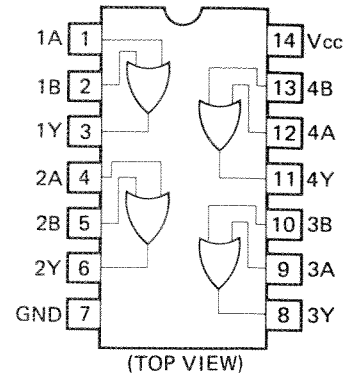 1A 1 14 Vcc
1B 2 13 4B
1Y 3 12 4A
2A 4 11 4Y
2B 5 10 3B
2Y 6 9 3A
GND 7 8 3Y
(TOP VIEW)